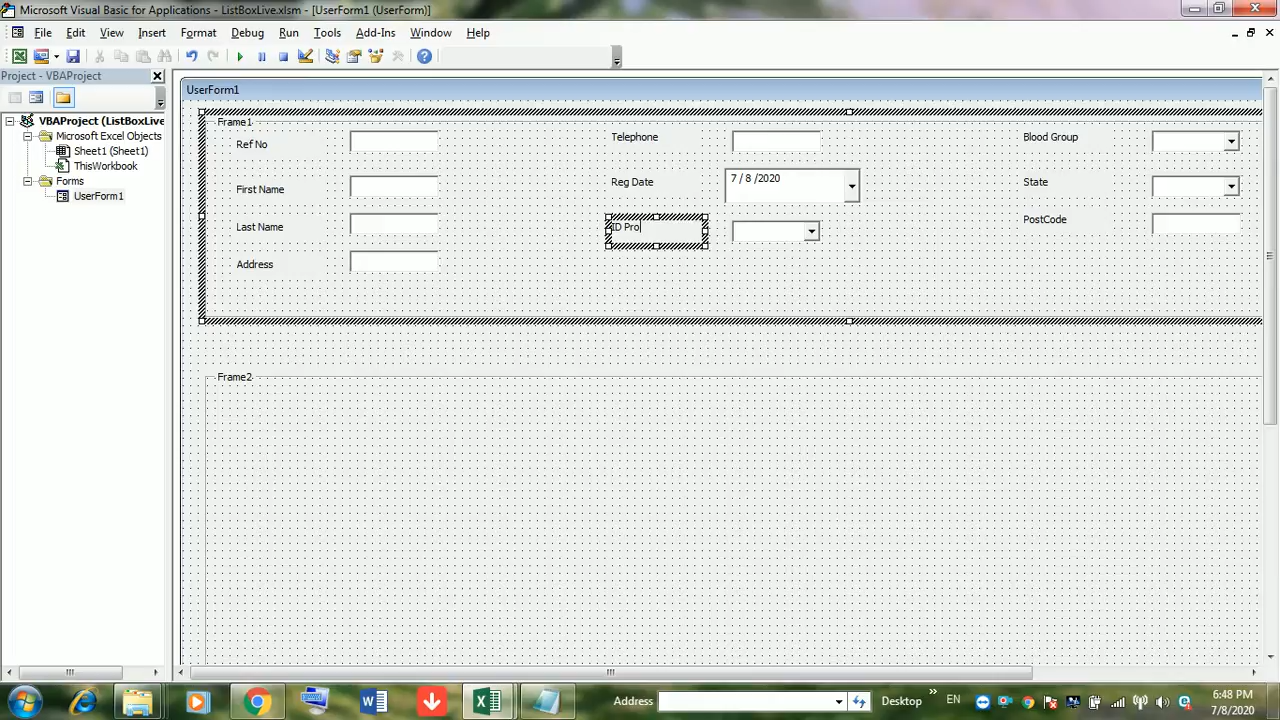 Microsoft Visual Basic for Applications - ListBoxLive.xlsm - [UserForm1 (UserForm)]
File Edit View Insert Format Debug Run Tools Add-Ins Window Help
Project - VBAProject
UserForm1
VBAProject (ListBoxLive
Microsoft Excel Objects
Sheet1 (Sheet1)
ThisWorkbook
Forms
UserForm1
Frame1
Ref No
Telephone
Blood Group
First Name
Reg Date
7 / 8 /2020
State
Last Name
ID Pro
PostCode
Address
Frame2
Address
Desktop
»
EN
6:48 PM
7/8/2020